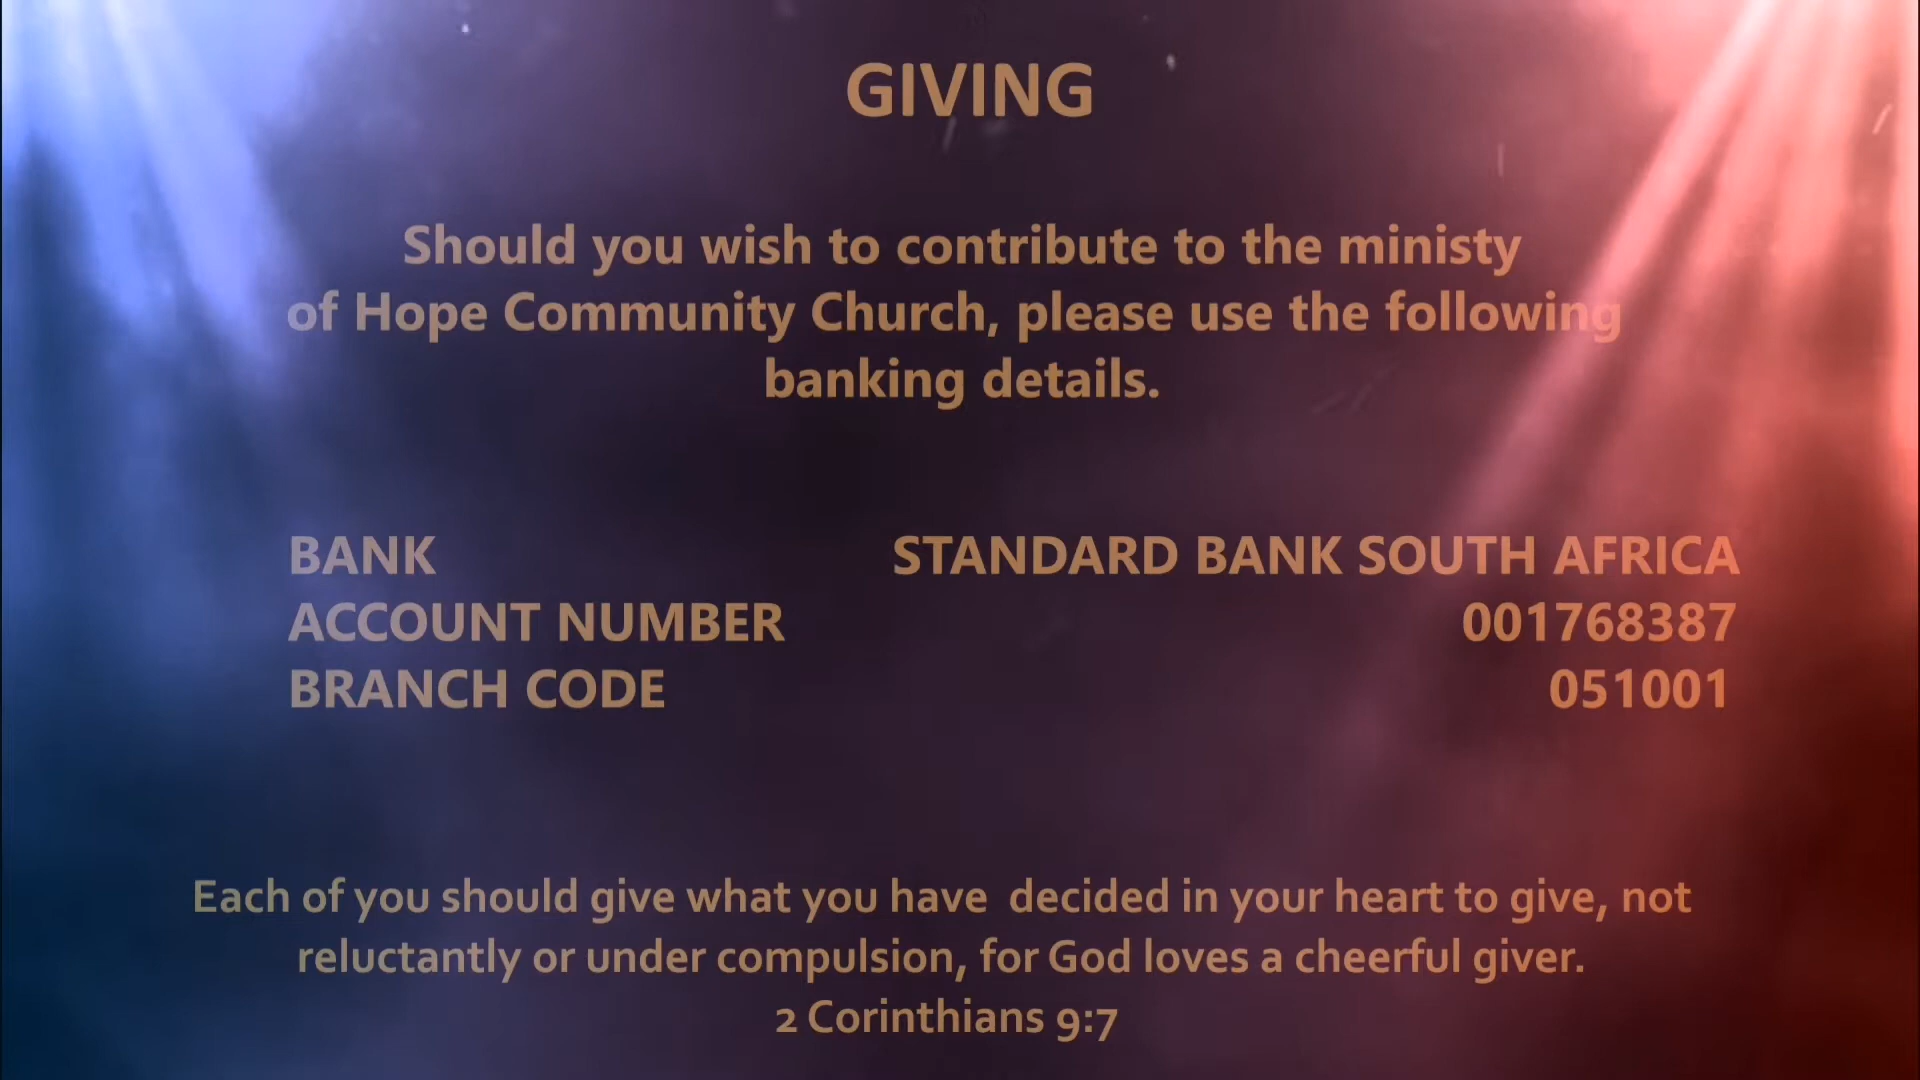 GIVING
Should you wish to contribute to the ministy
of Hope Community Church, please use the following
banking details.
BANK STANDARD BANK SOUTH AFRICA
ACCOUNT NUMBER 001768387
BRANCH CODE 051001
Each of you should give what you have decided in your heart to give, not
reluctantly or under compulsion, for God loves a cheerful giver.
2 Corinthians 9:7